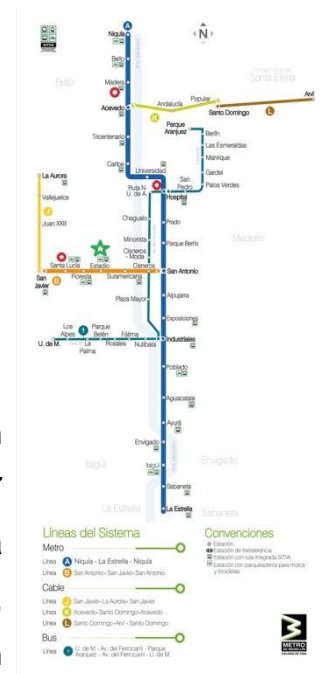 SITVA
A
N
Niquía
Bello
Bello
Madera
Corregimiento de
Santa Elena
Acevedo
Andalucía
Popular
Arví
K
Santo Domingo
L
Parque
Aranjuez
Tricentenario
Berlín
Las Esmeraldas
Manrique
Caribe
Gardel
La Aurora
Universidad
San
Pedro
Palos Verdes
Ruta N
U. de A.
Hospital
Vallejuelos
J
Chagualo
Prado
Juan XXIII
Minorista
Medellín
Cisneros
- Moda
Parque Berrío
Santa Lucía
Estadio
Cisneros
San
Javier
B
Floresta
Suramericana
San Antonio
Plaza Mayor
Alpujarra
Exposiciones
Los
Alpes
1
Parque
Belén
Fátima
U. de M.
La
Palma
Rosales
Nutibara
Industriales
Poblado
Aguacatala
Ayurá
Envigado
Itagüí
Envigado
Itagüí
Sabaneta
La Estrella
La Estrella
Sabaneta
Líneas del Sistema
Metro
Línea A Niquía - La Estrella - Niquía
Línea B San Antonio - San Javier - San Antonio
Cable
Línea J San Javier - La Aurora - San Javier
Línea K Acevedo - Santo Domingo - Acevedo
Línea L Santo Domingo - Arví - Santo Domingo
Bus
Línea 1 U. de M. - Av. del Ferrocarril - Parque
Aranjuez - Av. del Ferrocarril - U. de M.
Convenciones
Estación
Estación de transferencia
Estación con ruta integrada SITVA
Estación con parqueaderos para motos
y bicicletas
METRO